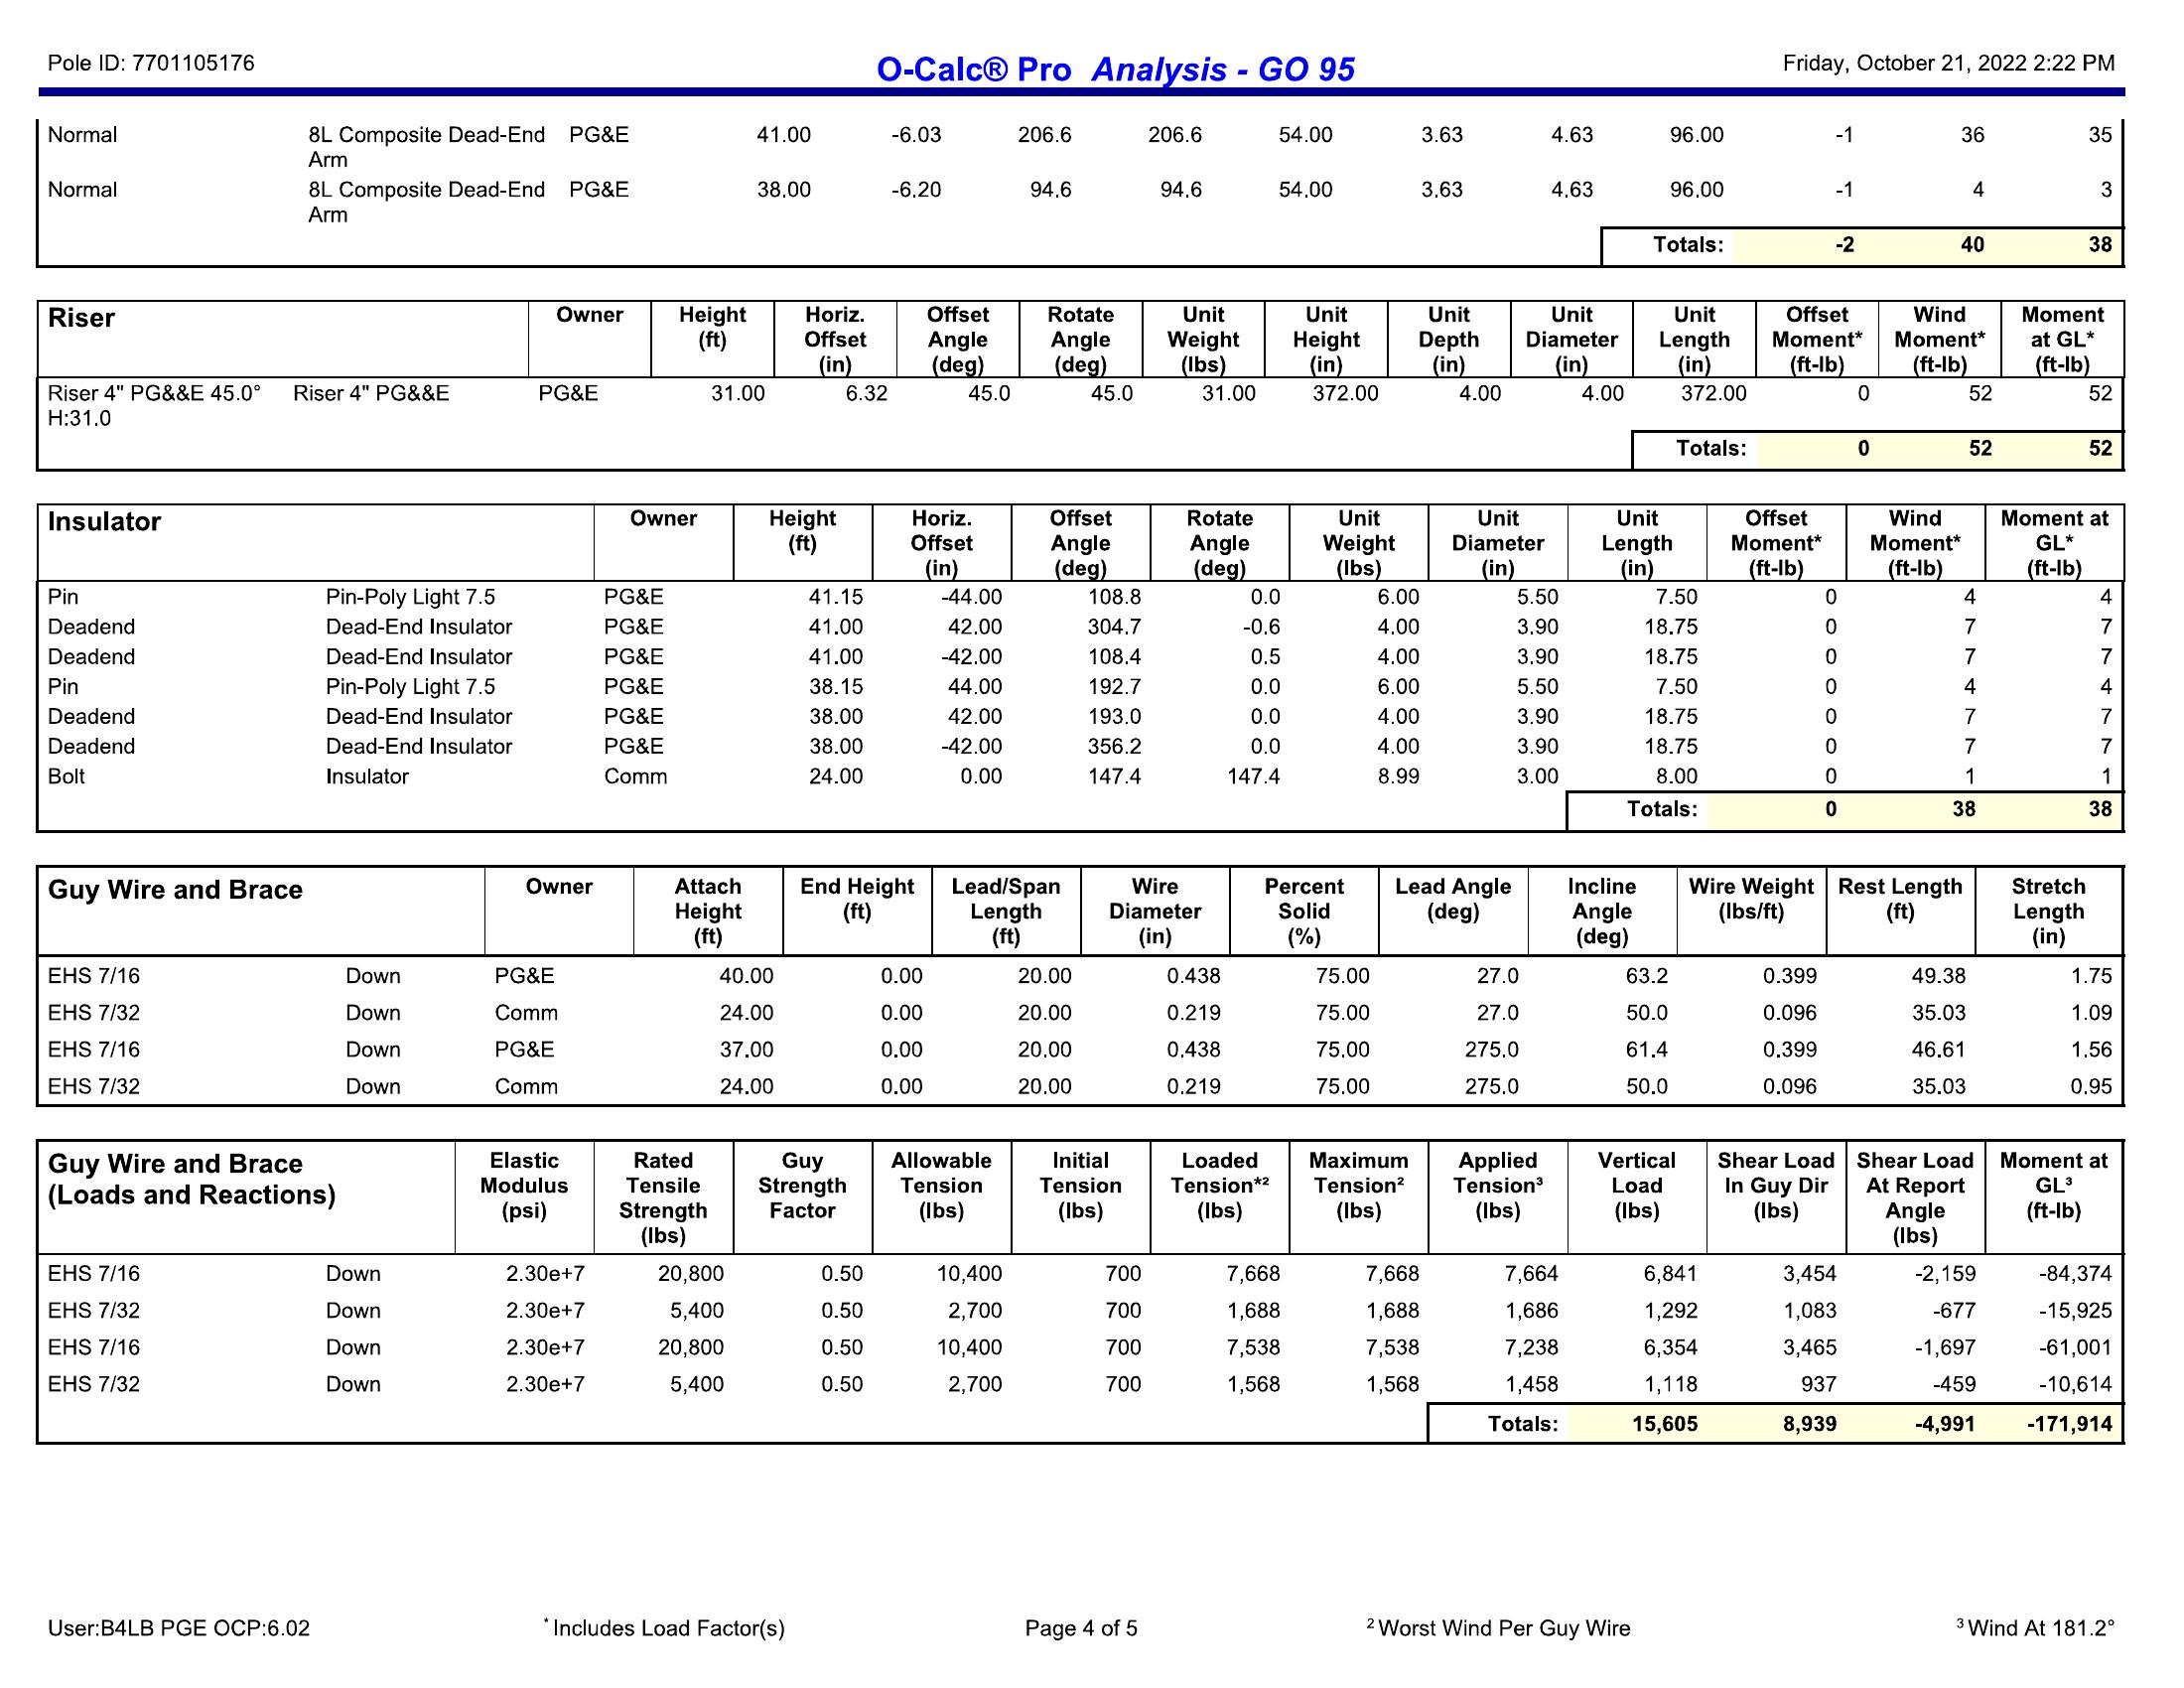 Pole ID: 7701105176 O-Calc® Pro Analysis - GO 95 Friday, October 21, 2022 2:22 PM
Normal 8L Composite Dead-End PG&E 41.00 -6.03 206.6 206.6 54.00 3.63 4.63 96.00 -1 36 35
Arm
Normal 8L Composite Dead-End PG&E 38.00 -6.20 94.6 94.6 54.00 3.63 4.63 96.00 -1 4 3
Arm
Totals: -2 40 38
Riser Owner Height Horiz. Offset Rotate Unit Unit Unit Unit Unit Offset Wind Moment
(ft) Offset Angle Angle Weight Height Depth Diameter Length Moment* Moment* at GL*
(in) (deg) (deg) (lbs) (in) (in) (in) (in) (ft-lb) (ft-lb) (ft-lb)
Riser 4" PG&&E 45.0° Riser 4" PG&&E PG&E 31.00 6.32 45.0 45.0 31.00 372.00 4.00 4.00 372.00 0 52 52
H:31.0
Totals: 0 52 52
Insulator Owner Height Horiz. Offset Rotate Unit Unit Unit Offset Wind Moment at
(ft) Offset Angle Angle Weight Diameter Length Moment* Moment* GL*
(in) (deg) (deg) (lbs) (in) (in) (ft-lb) (ft-lb) (ft-lb)
Pin Pin-Poly Light 7.5 PG&E 41.15 -44.00 108.8 0.0 6.00 5.50 7.50 0 4 4
Deadend Dead-End Insulator PG&E 41.00 42.00 304.7 -0.6 4.00 3.90 18.75 0 7 7
Deadend Dead-End Insulator PG&E 41.00 -42.00 108.4 0.5 4.00 3.90 18.75 0 7 7
Pin Pin-Poly Light 7.5 PG&E 38.15 44.00 192.7 0.0 6.00 5.50 7.50 0 4 4
Deadend Dead-End Insulator PG&E 38.00 42.00 193.0 0.0 4.00 3.90 18.75 0 7 7
Deadend Dead-End Insulator PG&E 38.00 -42.00 356.2 0.0 4.00 3.90 18.75 0 7 7
Bolt Insulator Comm 24.00 0.00 147.4 147.4 8.99 3.00 8.00 0 1 1
Totals: 0 38 38
Guy Wire and Brace Owner Attach End Height Lead/Span Wire Percent Lead Angle Incline Wire Weight Rest Length Stretch
Height (ft) Length Diameter Solid (deg) Angle (lbs/ft) (ft) Length
(ft) (ft) (in) (%) (deg) (in)
EHS 7/16 Down PG&E 40.00 0.00 20.00 0.438 75.00 27.0 63.2 0.399 49.38 1.75
EHS 7/32 Down Comm 24.00 0.00 20.00 0.219 75.00 27.0 50.0 0.096 35.03 1.09
EHS 7/16 Down PG&E 37.00 0.00 20.00 0.438 75.00 275.0 61.4 0.399 46.61 1.56
EHS 7/32 Down Comm 24.00 0.00 20.00 0.219 75.00 275.0 50.0 0.096 35.03 0.95
Guy Wire and Brace Elastic Rated Guy Allowable Initial Loaded Maximum Applied Vertical Shear Load Shear Load Moment at
(Loads and Reactions) Modulus Tensile Strength Tension Tension Tension*² Tension² Tension³ Load In Guy Dir At Report GL³
(psi) Strength Factor (lbs) (lbs) (lbs) (lbs) (lbs) (lbs) (lbs) Angle (ft-lb)
(lbs) (lbs)
EHS 7/16 Down 2.30e+7 20,800 0.50 10,400 700 7,668 7,668 7,664 6,841 3,454 -2,159 -84,374
EHS 7/32 Down 2.30e+7 5,400 0.50 2,700 700 1,688 1,688 1,686 1,292 1,083 -677 -15,925
EHS 7/16 Down 2.30e+7 20,800 0.50 10,400 700 7,538 7,538 7,238 6,354 3,465 -1,697 -61,001
EHS 7/32 Down 2.30e+7 5,400 0.50 2,700 700 1,568 1,568 1,458 1,118 937 -459 -10,614
Totals: 15,605 8,939 -4,991 -171,914
User:B4LB PGE OCP:6.02 * Includes Load Factor(s) Page 4 of 5 ² Worst Wind Per Guy Wire ³ Wind At 181.2°